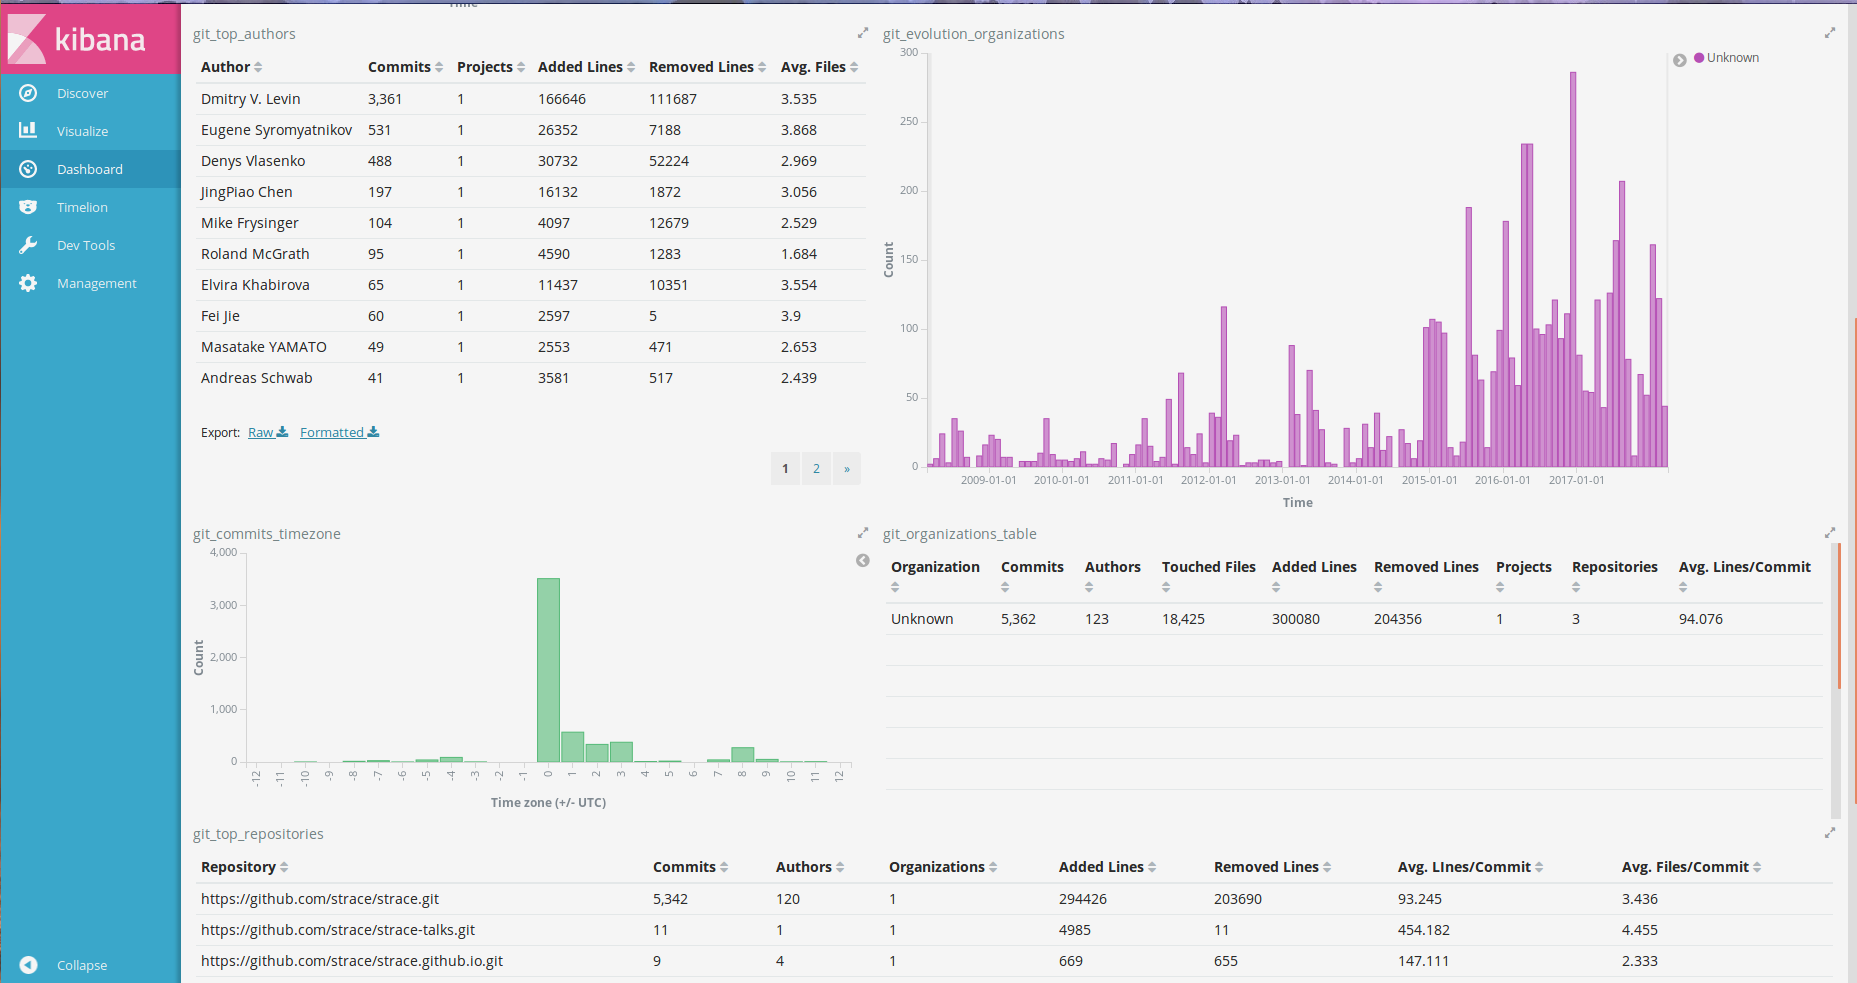 Time
kibana
Discover
Visualize
Dashboard
Timelion
Dev Tools
Management
Collapse
git_top_authors
Author Commits Projects Added Lines Removed Lines Avg. Files
Dmitry V. Levin 3,361 1 166646 111687 3.535
Eugene Syromyatnikov 531 1 26352 7188 3.868
Denys Vlasenko 488 1 30732 52224 2.969
JingPiao Chen 197 1 16132 1872 3.056
Mike Frysinger 104 1 4097 12679 2.529
Roland McGrath 95 1 4590 1283 1.684
Elvira Khabirova 65 1 11437 10351 3.554
Fei Jie 60 1 2597 5 3.9
Masatake YAMATO 49 1 2553 471 2.653
Andreas Schwab 41 1 3581 517 2.439
Export: Raw Formatted
1 2 »
git_evolution_organizations
Unknown
300
250
200
150
100
50
0
Count
2009-01-01 2010-01-01 2011-01-01 2012-01-01 2013-01-01 2014-01-01 2015-01-01 2016-01-01 2017-01-01
Time
git_commits_timezone
4,000
3,000
2,000
1,000
0
Count
-12 -11 -10 -9 -8 -7 -6 -5 -4 -3 -2 -1 0 1 2 3 4 5 6 7 8 9 10 11 12
Time zone (+/- UTC)
git_organizations_table
Organization Commits Authors Touched Files Added Lines Removed Lines Projects Repositories Avg. Lines/Commit
Unknown 5,362 123 18,425 300080 204356 1 3 94.076
git_top_repositories
Repository Commits Authors Organizations Added Lines Removed Lines Avg. LInes/Commit Avg. Files/Commit
https://github.com/strace/strace.git 5,342 120 1 294426 203690 93.245 3.436
https://github.com/strace/strace-talks.git 11 1 1 4985 11 454.182 4.455
https://github.com/strace/strace.github.io.git 9 4 1 669 655 147.111 2.333